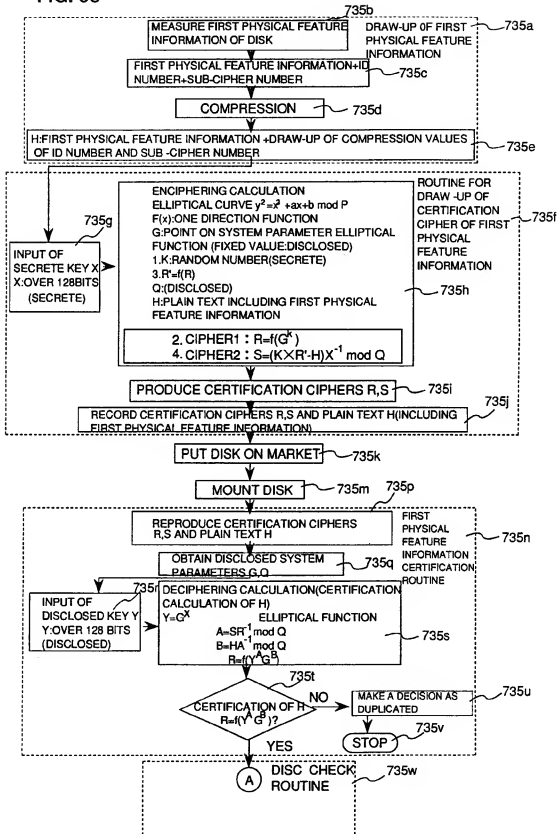 735b
MEASURE FIRST PHYSICAL FEATURE
INFORMATION OF DISK
DRAW-UP OF FIRST
PHYSICAL FEATURE
INFORMATION
735a
FIRST PHYSICAL FEATURE INFORMATION+ID
NUMBER+SUB-CIPHER NUMBER
735c
COMPRESSION
735d
H:FIRST PHYSICAL FEATURE INFORMATION +DRAW-UP OF COMPRESSION VALUES
OF ID NUMBER AND SUB -CIPHER NUMBER
735e
ROUTINE FOR
DRAW -UP OF
CERTIFICATION
CIPHER OF FIRST
PHYSICAL
FEATURE
INFORMATION
735f
735g
INPUT OF
SECRETE KEY X
X:OVER 128BITS
(SECRETE)
ENCIPHERING CALCULATION
ELLIPTICAL CURVE y²=x³ +ax+b mod P
F(x):ONE DIRECTION FUNCTION
G:POINT ON SYSTEM PARAMETER ELLIPTICAL
FUNCTION (FIXED VALUE:DISCLOSED)
1.K:RANDOM NUMBER(SECRETE)
3.R'=f(R)
Q:(DISCLOSED)
H:PLAIN TEXT INCLUDING FIRST PHYSICAL
FEATURE INFORMATION
735h
2. CIPHER1 : R=f(Gᵏ)
4. CIPHER2 : S=(K×R'-H)X⁻¹ mod Q
PRODUCE CERTIFICATION CIPHERS R,S
735i
RECORD CERTIFICATION CIPHERS R,S AND PLAIN TEXT H(INCLUDING
FIRST PHYSICAL FEATURE INFORMATION)
735j
PUT DISK ON MARKET
735k
MOUNT DISK
735m
735p
REPRODUCE CERTIFICATION CIPHERS
R,S AND PLAIN TEXT H
FIRST
PHYSICAL
FEATURE
INFORMATION
CERTIFICATION
ROUTINE
735n
OBTAIN DISCLOSED SYSTEM
PARAMETERS G,Q
735q
735r
INPUT OF
DISCLOSED KEY Y
Y:OVER 128 BITS
(DISCLOSED)
DECIPHERING CALCULATION(CERTIFICATION
CALCULATION OF H)
Y=Gˣ ELLIPTICAL FUNCTION
A=SR⁻¹ mod Q
B=HA⁻¹ mod Q
R=f(YᴬGᴮ)
735s
735t
CERTIFICATION OF H
R=f(YᴬGᴮ)?
NO
MAKE A DECISION AS
DUPLICATED
735u
STOP
735v
YES
A
DISC CHECK
ROUTINE
735w